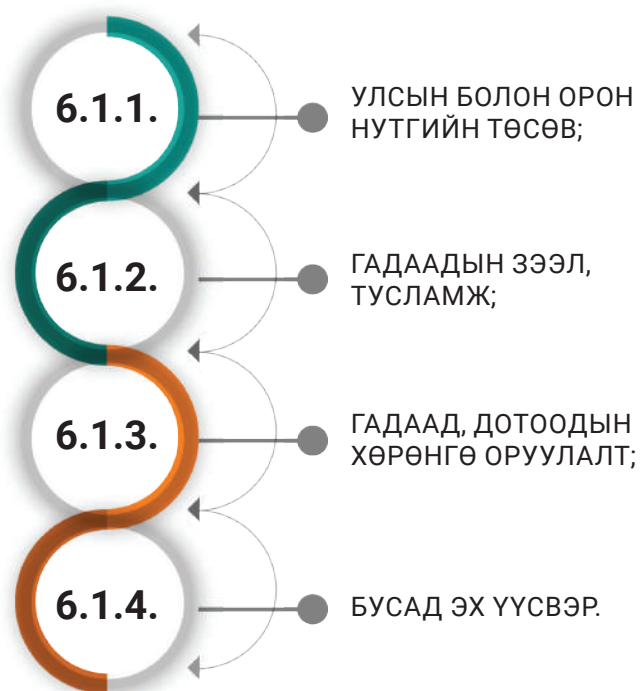 6.1.1.
УЛСЫН БОЛОН ОРОН
НУТГИЙН ТӨСӨВ;
6.1.2.
ГАДААДЫН ЗЭЭЛ,
ТУСЛАМЖ;
6.1.3.
ГАДААД, ДОТООДЫН
ХӨРӨНГӨ ОРУУЛАЛТ;
6.1.4.
БУСАД ЭХ ҮҮСВЭР.